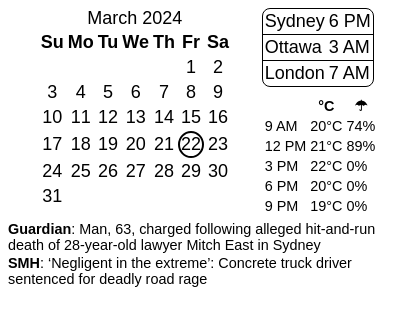 March 2024
Su Mo Tu We Th Fr Sa
1 2
3 4 5 6 7 8 9
10 11 12 13 14 15 16
17 18 19 20 21 22 23
24 25 26 27 28 29 30
31
Sydney 6 PM
Ottawa 3 AM
London 7 AM
°C ☂
9 AM 20°C 74%
12 PM 21°C 89%
3 PM 22°C 0%
6 PM 20°C 0%
9 PM 19°C 0%
Guardian: Man, 63, charged following alleged hit-and-run
death of 28-year-old lawyer Mitch East in Sydney
SMH: ‘Negligent in the extreme’: Concrete truck driver
sentenced for deadly road rage